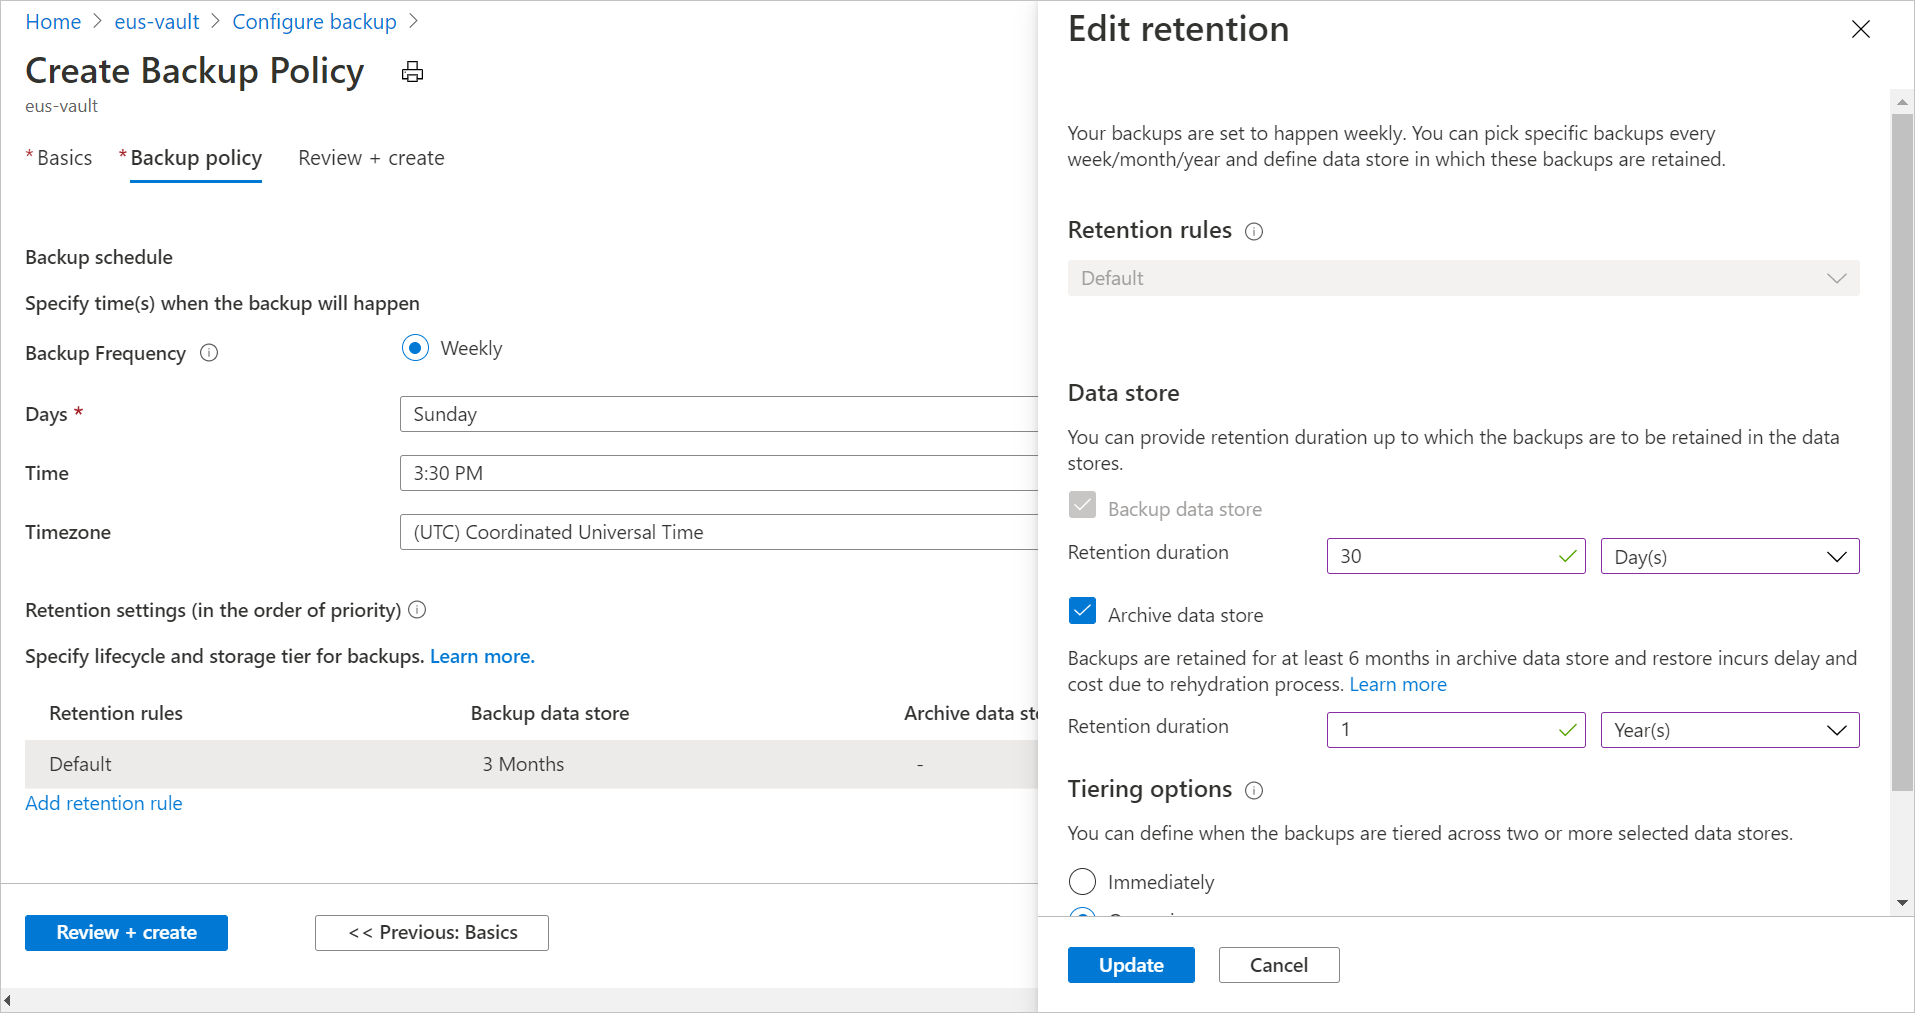 Home > eus-vault > Configure backup >
Create Backup Policy
eus-vault
* Basics * Backup policy Review + create
Backup schedule
Specify time(s) when the backup will happen
Backup Frequency
Weekly
Days *
Sunday
Time
3:30 PM
Timezone
(UTC) Coordinated Universal Time
Retention settings (in the order of priority)
Specify lifecycle and storage tier for backups. Learn more.
Retention rules Backup data store Archive data
Default 3 Months -
Add retention rule
Review + create << Previous: Basics
Edit retention
Your backups are set to happen weekly. You can pick specific backups every
week/month/year and define data store in which these backups are retained.
Retention rules
Default
Data store
You can provide retention duration up to which the backups are to be retained in the data
stores.
Backup data store
Retention duration 30 Day(s)
Archive data store
Backups are retained for at least 6 months in archive data store and restore incurs delay and
cost due to rehydration process. Learn more
Retention duration 1 Year(s)
Tiering options
You can define when the backups are tiered across two or more selected data stores.
Immediately
Update Cancel